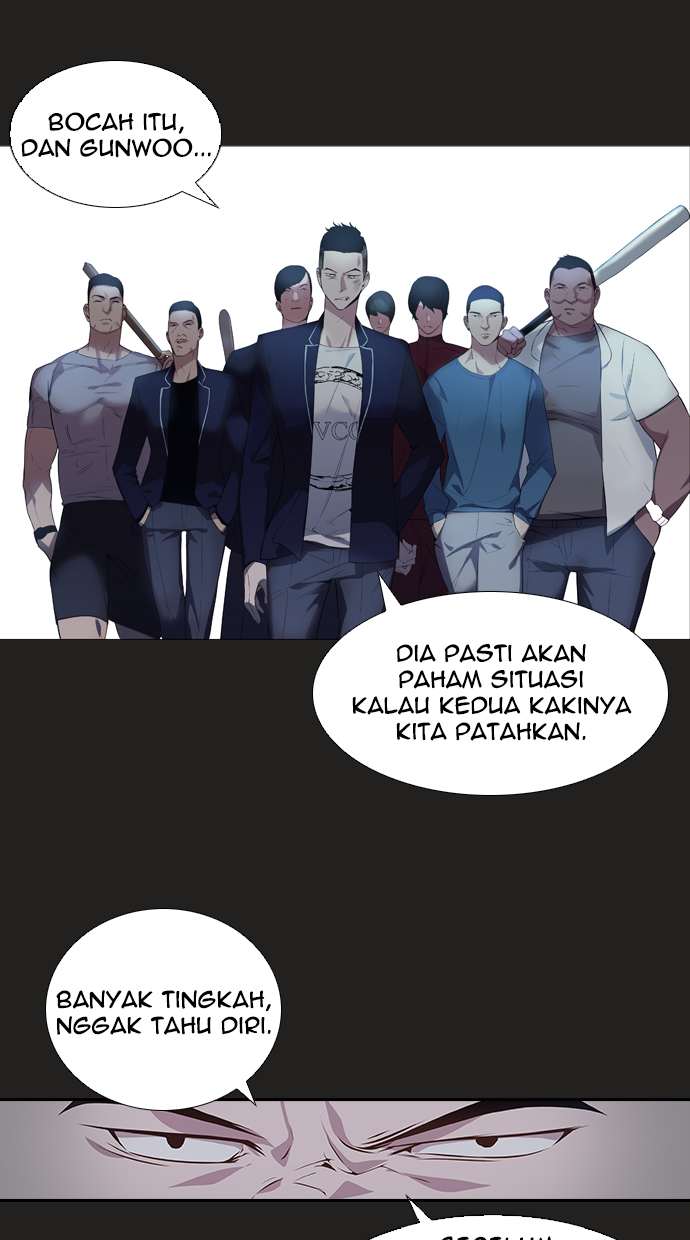 BOCAH ITU,
DAN GUNWOO...
VCC
DIA PASTI AKAN
PAHAM SITUASI
KALAU KEDUA KAKINYA
KITA PATAHKAN.
BANYAK TINGKAH,
NGGAK TAHU DIRI.